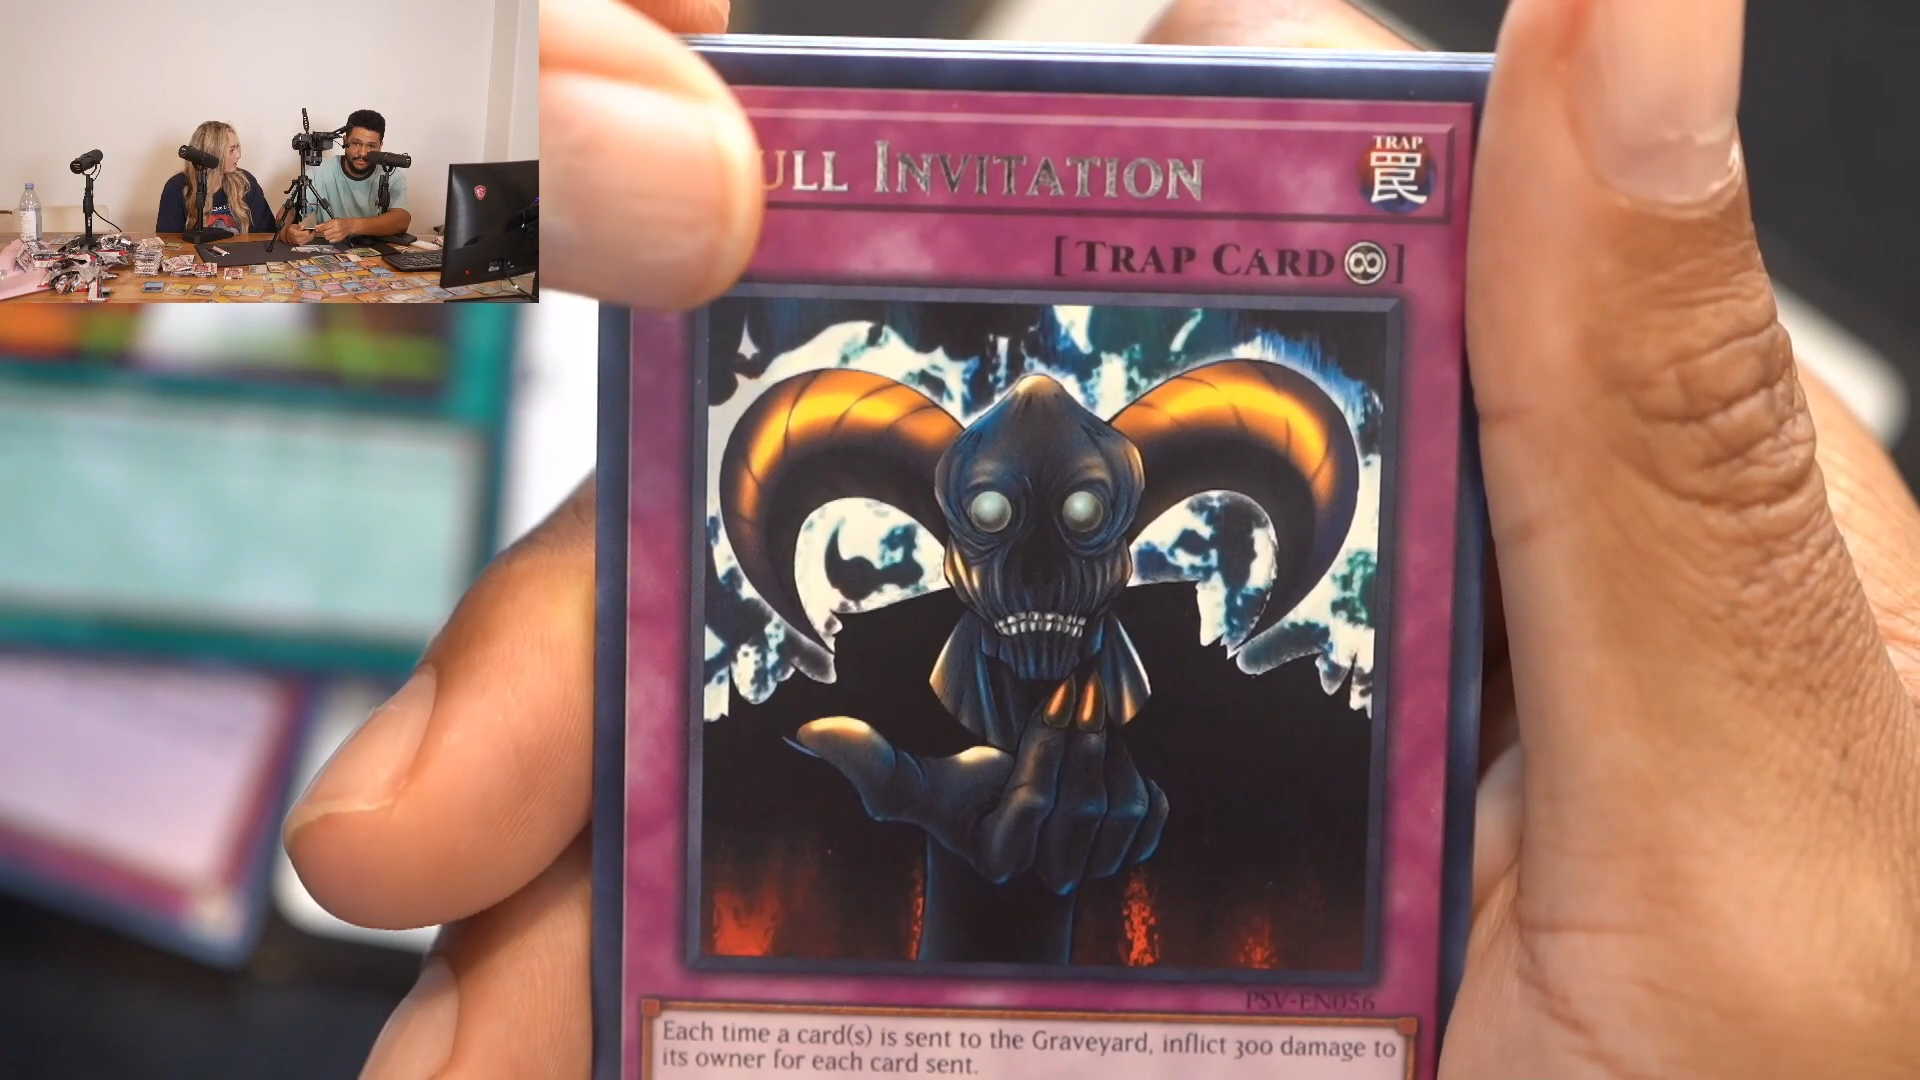 ULL INVITATION
TRAP
罠
[TRAP CARD ]
PSV-EN056
Each time a card(s) is sent to the Graveyard, inflict 300 damage to
its owner for each card sent.